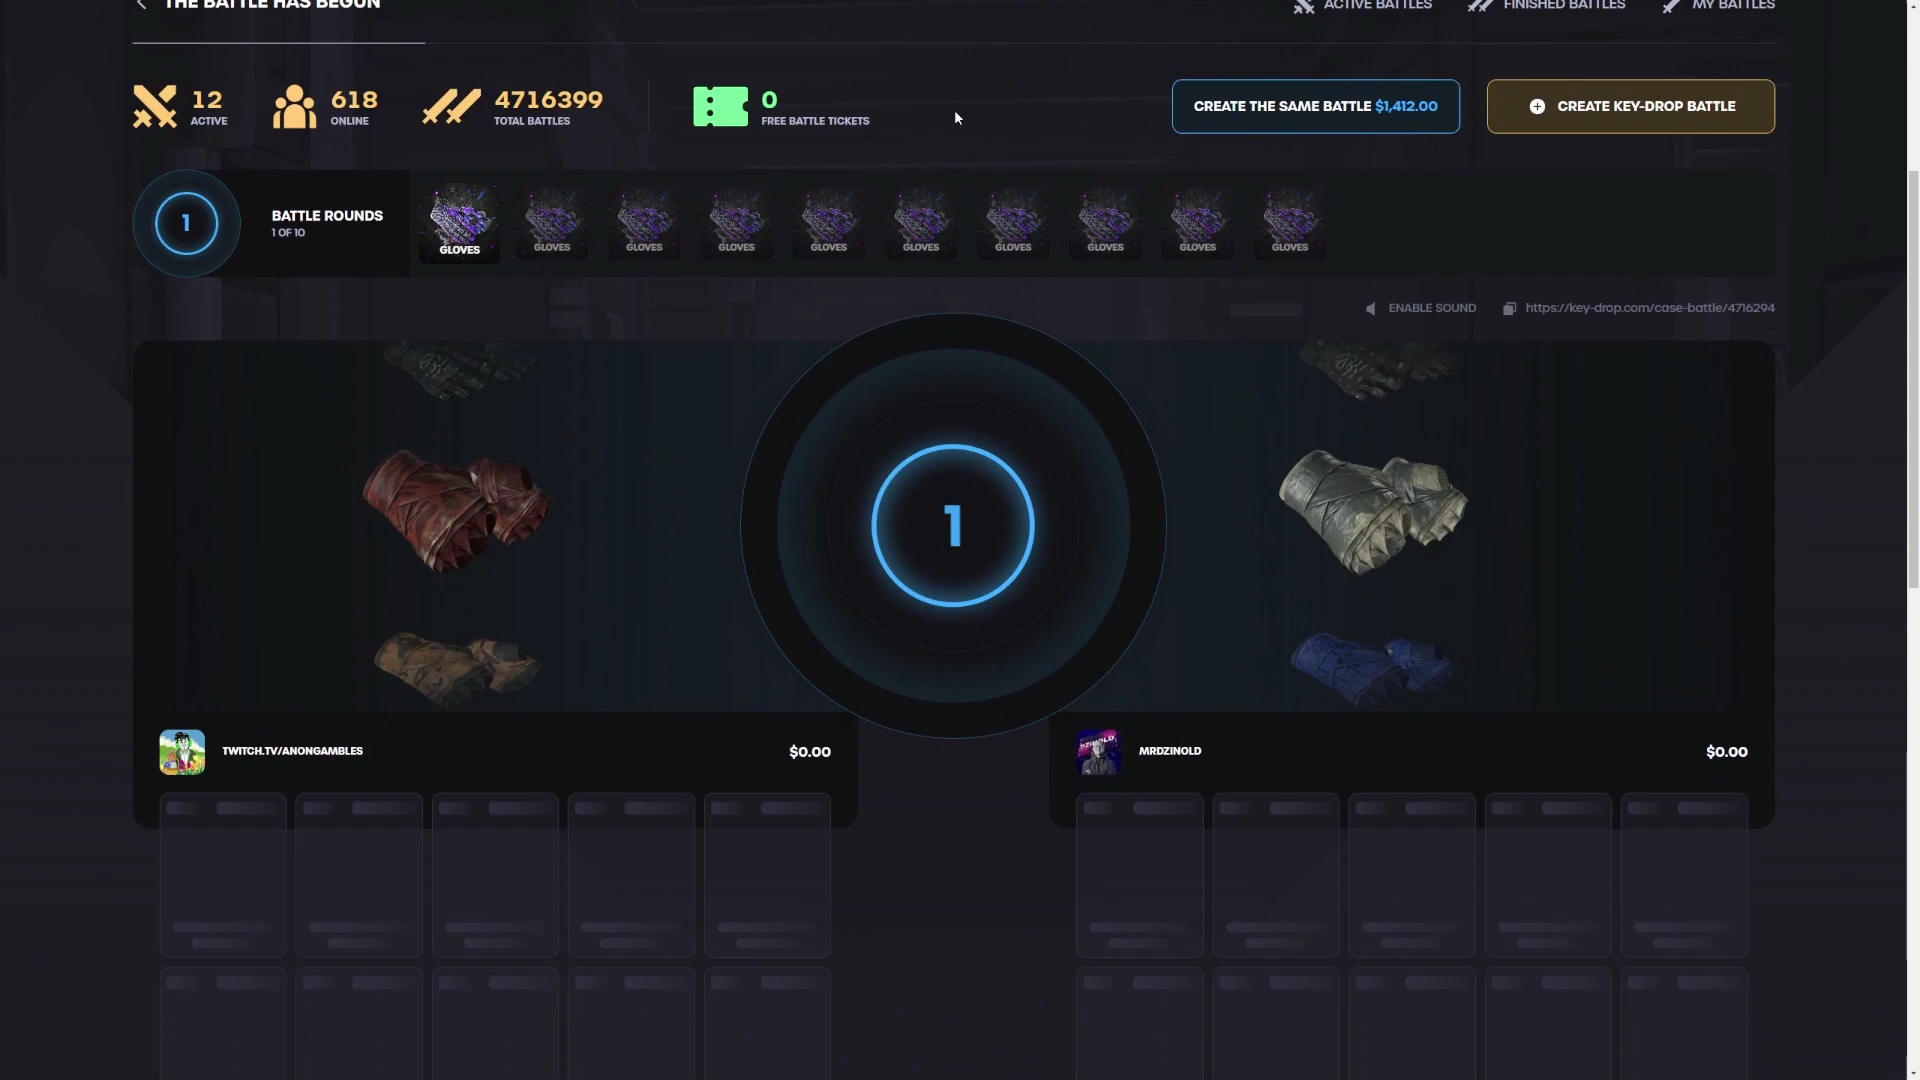 THE BATTLE HAS BEGUN
ACTIVE BATTLES
FINISHED BATTLES
MY BATTLES
12
ACTIVE
618
ONLINE
4716399
TOTAL BATTLES
0
FREE BATTLE TICKETS
CREATE THE SAME BATTLE $1,412.00
CREATE KEY-DROP BATTLE
1
BATTLE ROUNDS
1 OF 10
GLOVES
GLOVES
GLOVES
GLOVES
GLOVES
GLOVES
GLOVES
GLOVES
GLOVES
GLOVES
ENABLE SOUND
https://key-drop.com/case-battle/4716294
1
TWITCH.TV/ANONGAMBLES
$0.00
DZINOLD
MRDZINOLD
$0.00